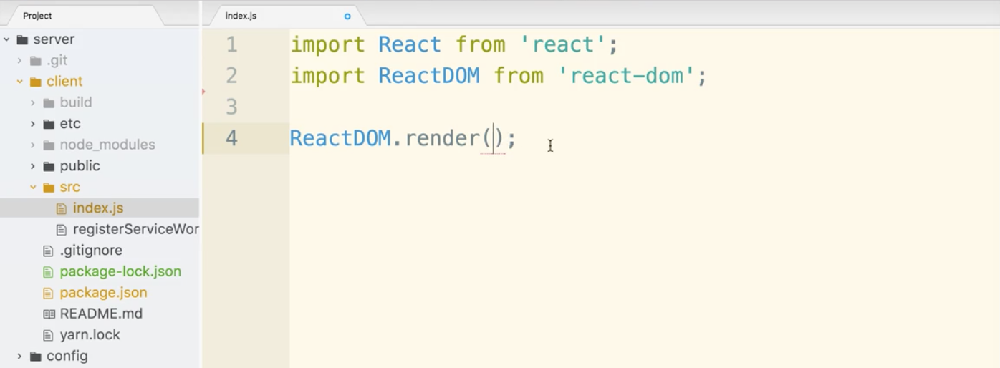 Project
index.js
server
.git
client
build
etc
node_modules
public
src
index.js
registerServiceWor
.gitignore
package-lock.json
package.json
README.md
yarn.lock
config
1 import React from 'react';
2 import ReactDOM from 'react-dom';
3
4 ReactDOM.render();